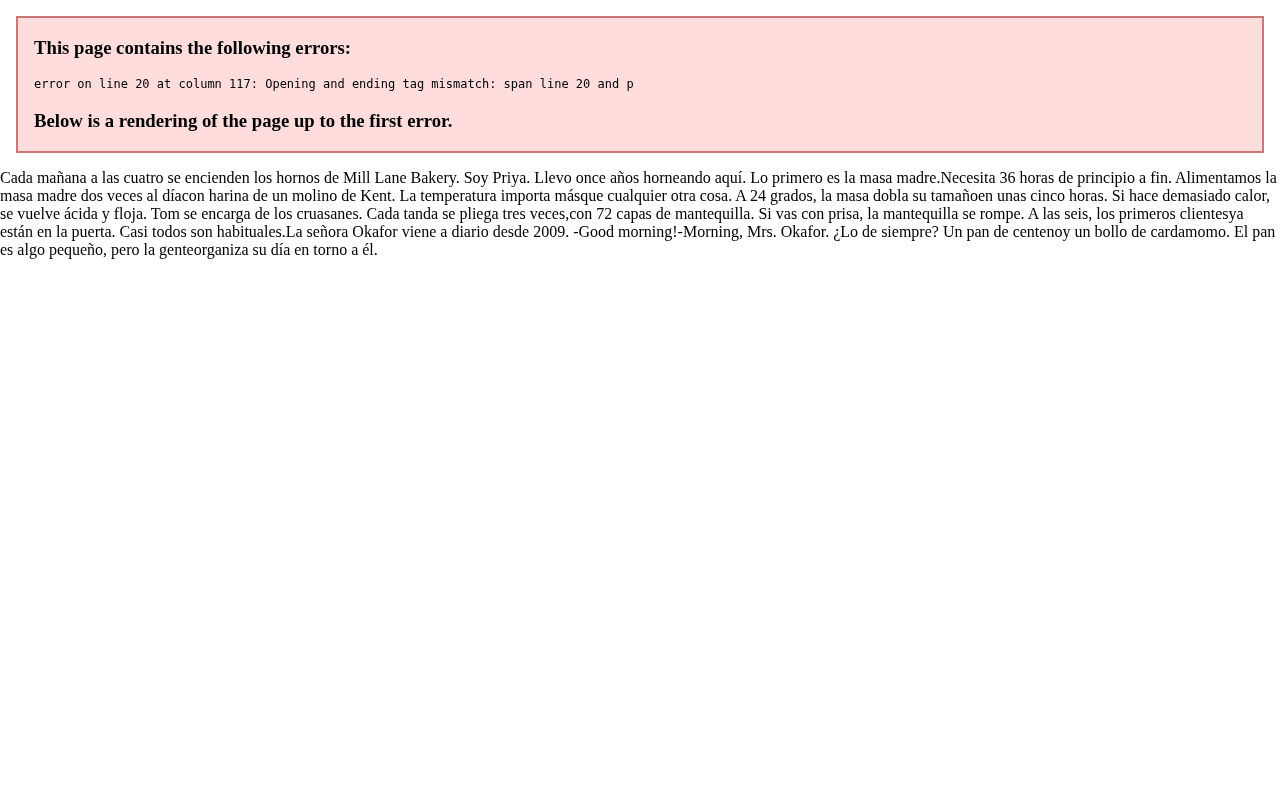 This page contains the following errors:
error on line 20 at column 117: Opening and ending tag mismatch: span line 20 and p
Below is a rendering of the page up to the first error.
Cada mañana a las cuatro se encienden los hornos de Mill Lane Bakery. Soy Priya. Llevo once años horneando aquí. Lo primero es la masa madre.Necesita 36 horas de principio a fin. Alimentamos la
masa madre dos veces al díacon harina de un molino de Kent. La temperatura importa másque cualquier otra cosa. A 24 grados, la masa dobla su tamañoen unas cinco horas. Si hace demasiado calor,
se vuelve ácida y floja. Tom se encarga de los cruasanes. Cada tanda se pliega tres veces,con 72 capas de mantequilla. Si vas con prisa, la mantequilla se rompe. A las seis, los primeros clientesya
están en la puerta. Casi todos son habituales.La señora Okafor viene a diario desde 2009. -Good morning!-Morning, Mrs. Okafor. ¿Lo de siempre? Un pan de centenoy un bollo de cardamomo. El pan
es algo pequeño, pero la genteorganiza su día en torno a él.